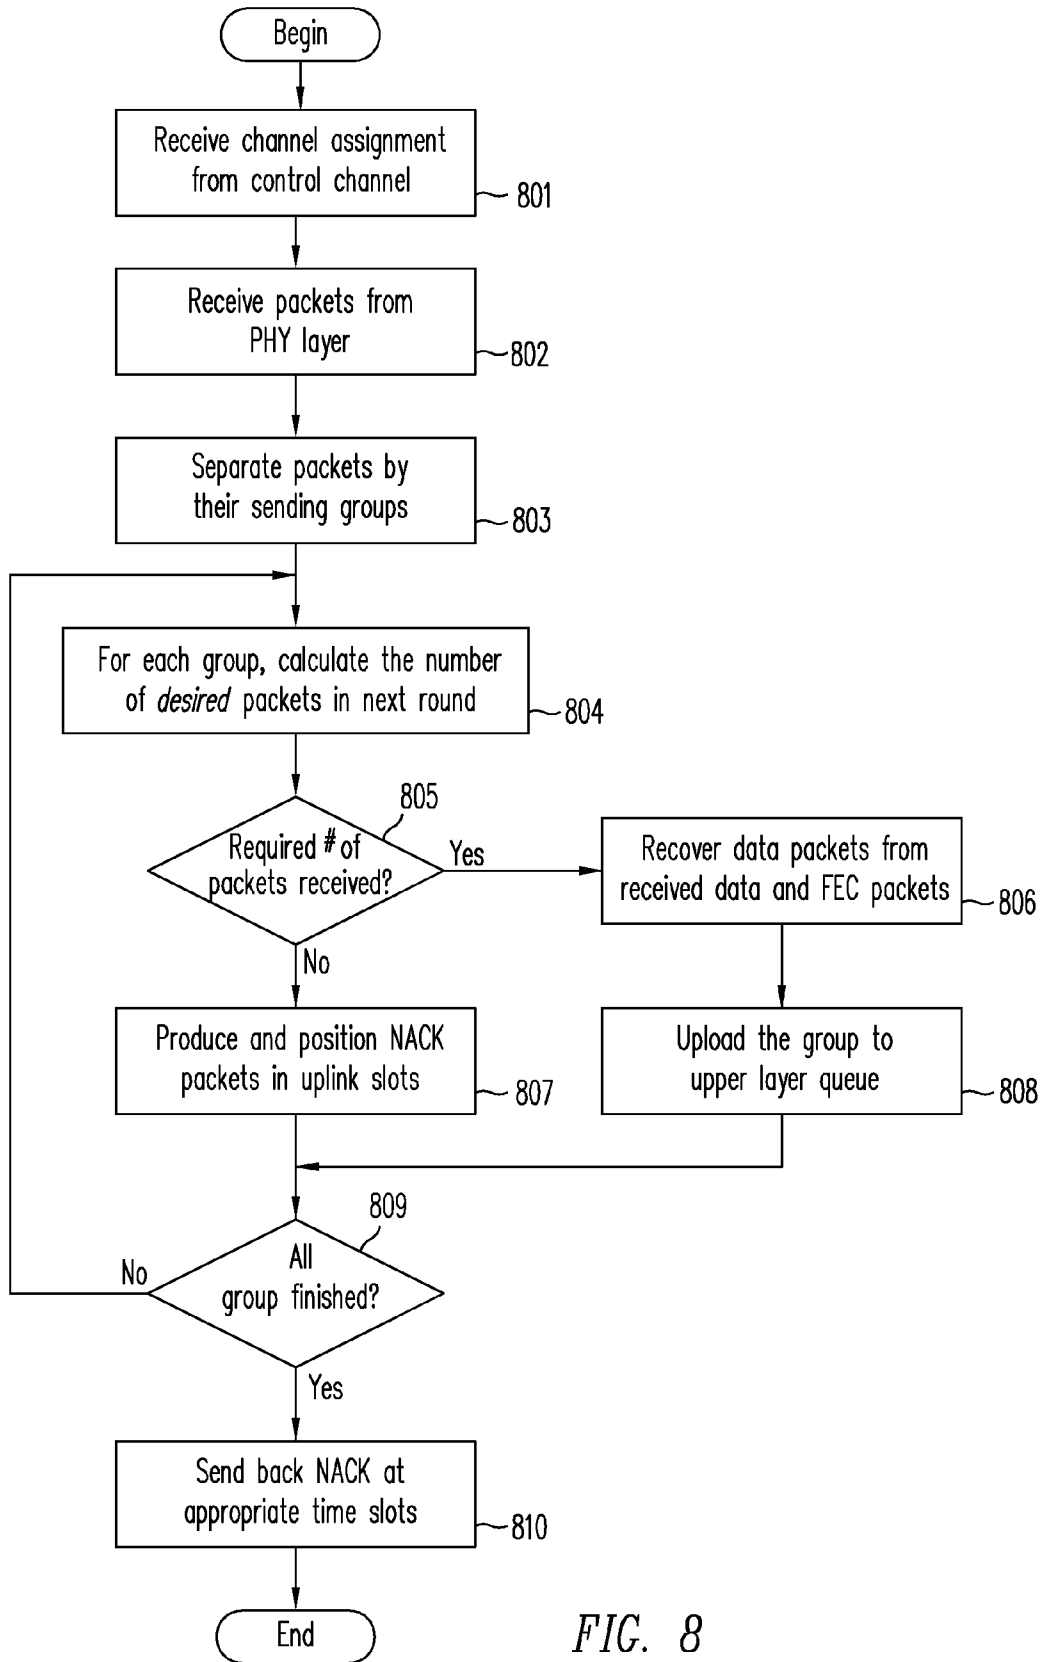 Begin
Receive channel assignment
from control channel
801
Receive packets from
PHY layer
802
Separate packets by
their sending groups
803
For each group, calculate the number
of desired packets in next round
804
805
Required # of
packets received?
Yes
No
Recover data packets from
received data and FEC packets
806
Produce and position NACK
packets in uplink slots
807
Upload the group to
upper layer queue
808
809
All
group finished?
No
Yes
Send back NACK at
appropriate time slots
810
End
FIG. 8